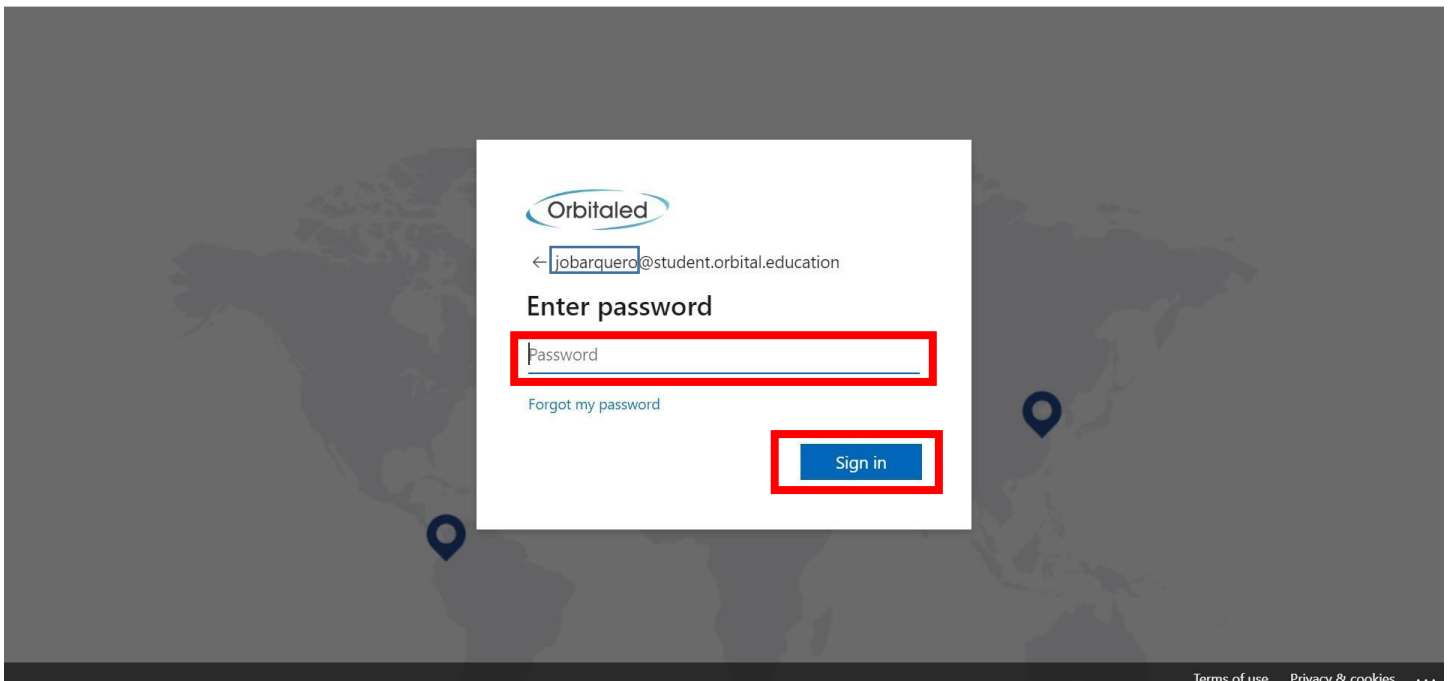 Orbitaled
← jobarquero@student.orbital.education
Enter password
Password
Forgot my password
Sign in
Terms of use Privacy & cookies ...